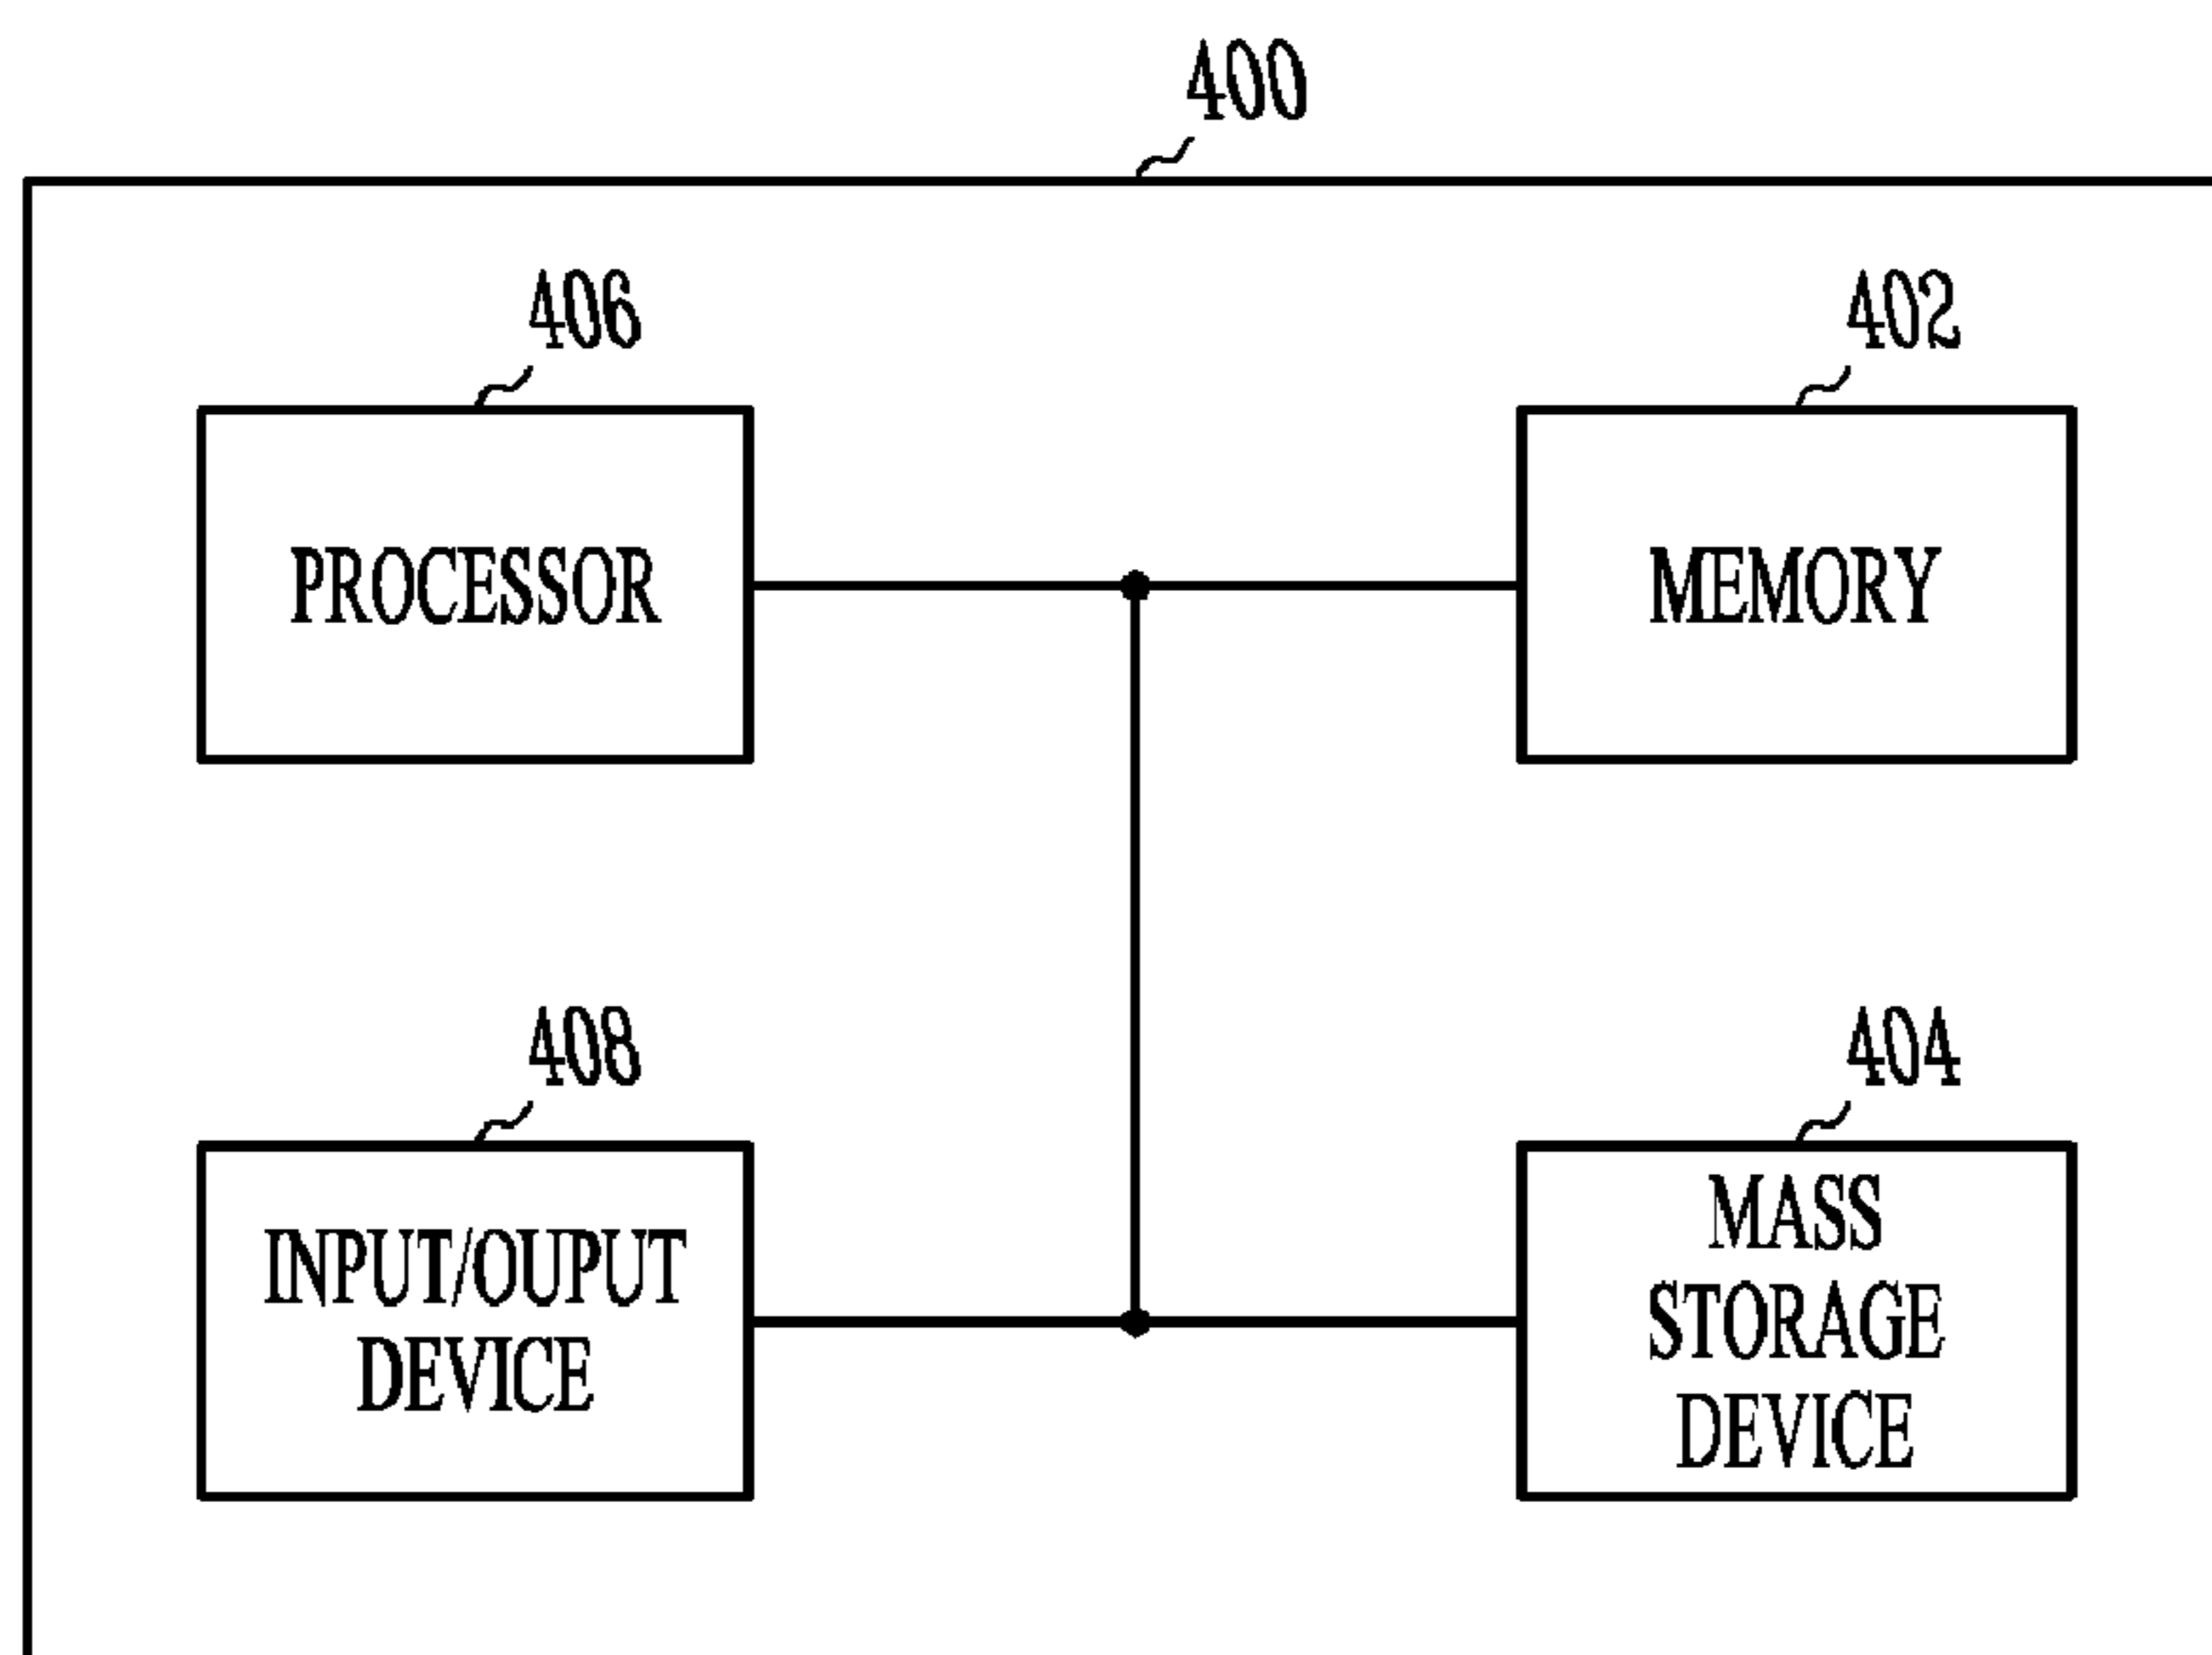 400
406
402
PROCESSOR
MEMORY
408
404
INPUT/OUPUT
DEVICE
MASS
STORAGE
DEVICE